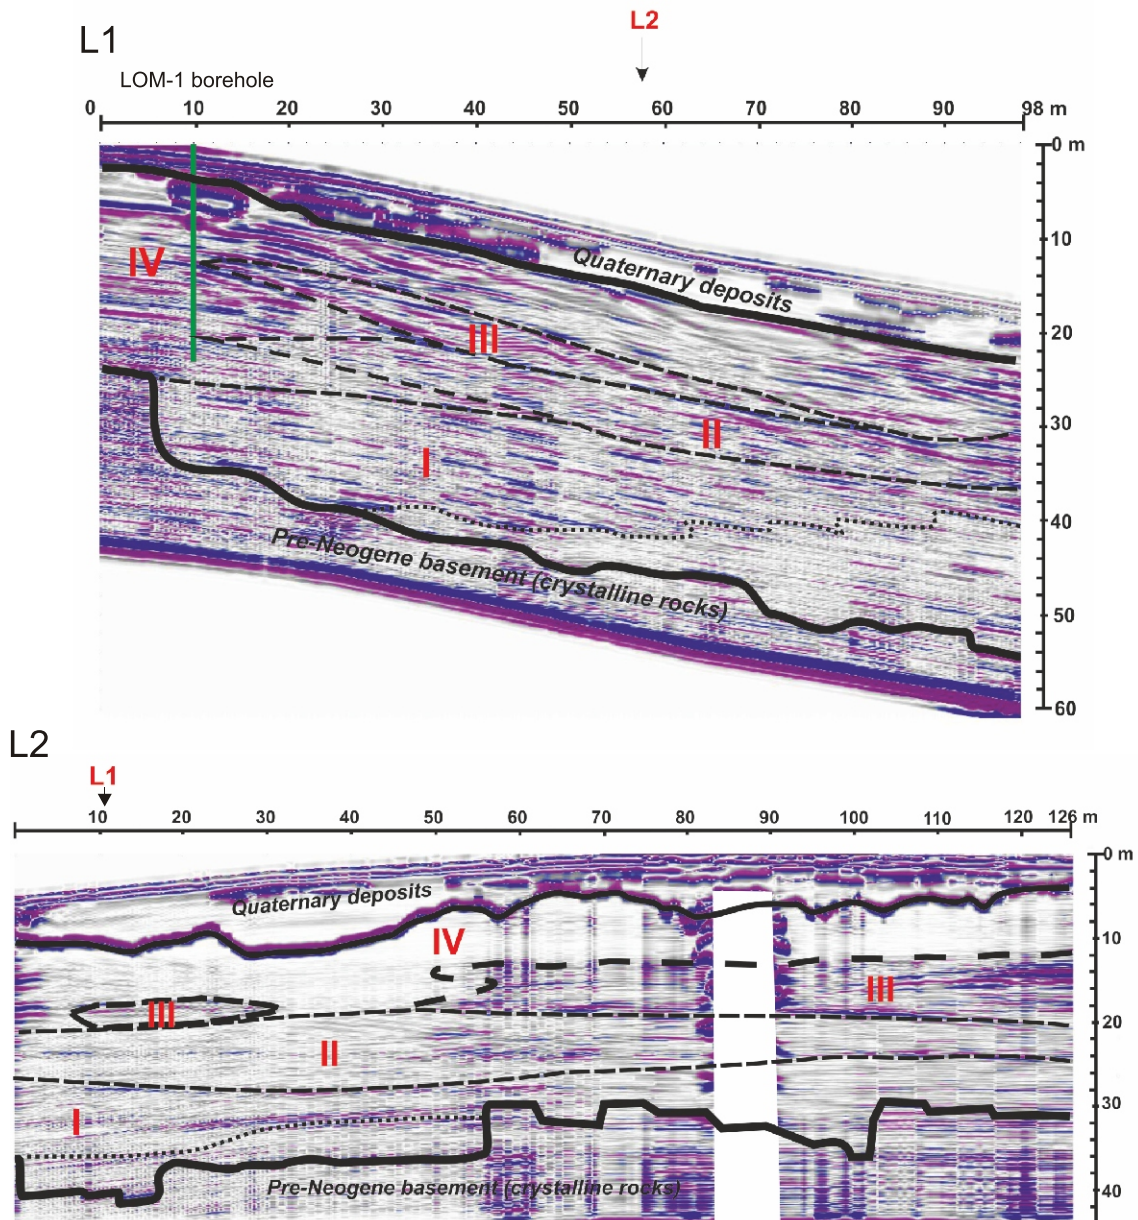 L2
L1
LOM-1 borehole
0 10 20 30 40 50 60 70 80 90 98 m
0 m
10
Quaternary deposits
IV
III
20
30
II
I
40
Pre-Neogene basement (crystalline rocks)
50
60
L2
L1
10 20 30 40 50 60 70 80 90 100 110 120 126 m
0 m
Quaternary deposits
10
IV
III
III
20
II
30
I
Pre-Neogene basement (crystalline rocks)
40